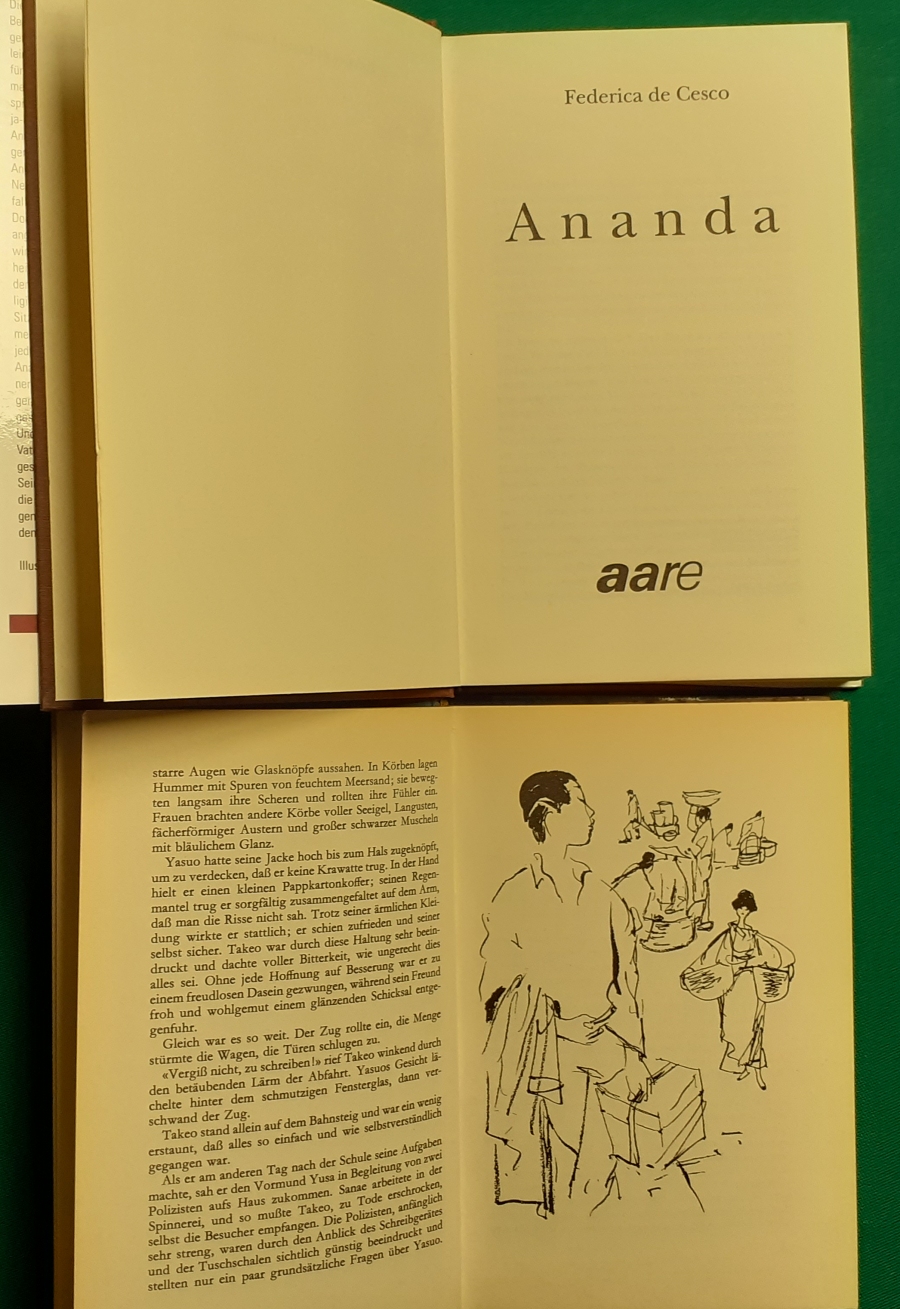 Federica de Cesco
Ananda
aare
Illus
starre Augen wie Glasknöpfe aussahen. In Körben lagen
Hummer mit Spuren von feuchtem Meersand; sie beweg-
ten langsam ihre Scheren und rollten ihre Fühler ein.
Frauen brachten andere Körbe voller Seeigel, Langusten,
fächerförmiger Austern und großer schwarzer Muscheln
mit bläulichem Glanz.
Yasuo hatte seine Jacke hoch bis zum Hals zugeknöpft,
um zu verdecken, daß er keine Krawatte trug. In der Hand
hielt er einen kleinen Pappkartonkoffer; seinen Regen-
mantel trug er sorgfältig zusammengefaltet auf dem Arm,
daß man die Risse nicht sah. Trotz seiner ärmlichen Klei-
dung wirkte er stattlich; er schien zufrieden und seiner
selbst sicher. Takeo war durch diese Haltung sehr beein-
druckt und dachte voller Bitterkeit, wie ungerecht dies
alles sei. Ohne jede Hoffnung auf Besserung war er zu
einem freudlosen Dasein gezwungen, während sein Freund
froh und wohlgemut einem glänzenden Schicksal entge-
genfuhr.
Gleich war es so weit. Der Zug rollte ein, die Menge
stürmte die Wagen, die Türen schlugen zu.
«Vergiß nicht, zu schreiben!» rief Takeo winkend durch
den betäubenden Lärm der Abfahrt. Yasuos Gesicht lä-
chelte hinter dem schmutzigen Fensterglas, dann ver-
schwand der Zug.
Takeo stand allein auf dem Bahnsteig und war ein wenig
erstaunt, daß alles so einfach und wie selbstverständlich
gegangen war.
Als er am anderen Tag nach der Schule seine Aufgaben
machte, sah er den Vormund Yusa in Begleitung von zwei
Polizisten aufs Haus zukommen. Sanae arbeitete in der
Spinnerei, und so mußte Takeo, zu Tode erschrocken,
selbst die Besucher empfangen. Die Polizisten, anfänglich
sehr streng, waren durch den Anblick des Schreibgerätes
und der Tuschschalen sichtlich günstig beeindruckt und
stellten nur ein paar grundsätzliche Fragen über Yasuo.